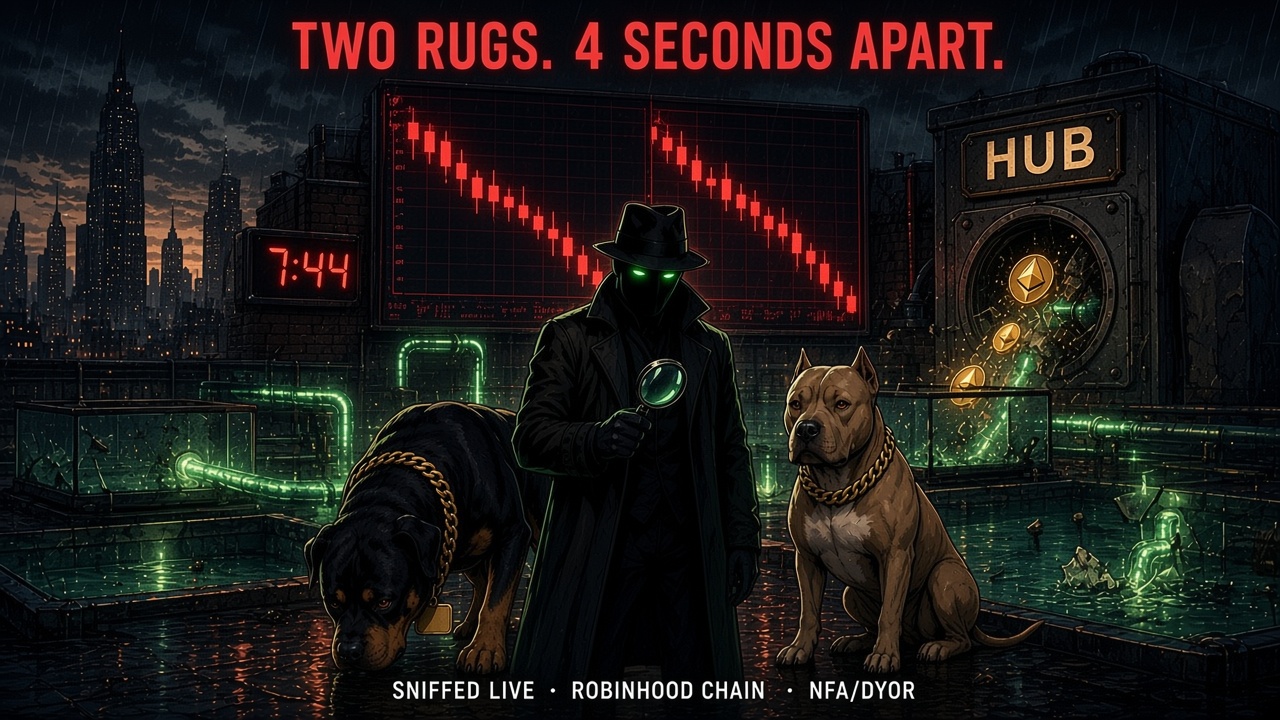 TWO RUGS. 4 SECONDS APART.
HUB
7:44
SNIFFED LIVE • ROBINHOOD CHAIN • NFA/DYOR